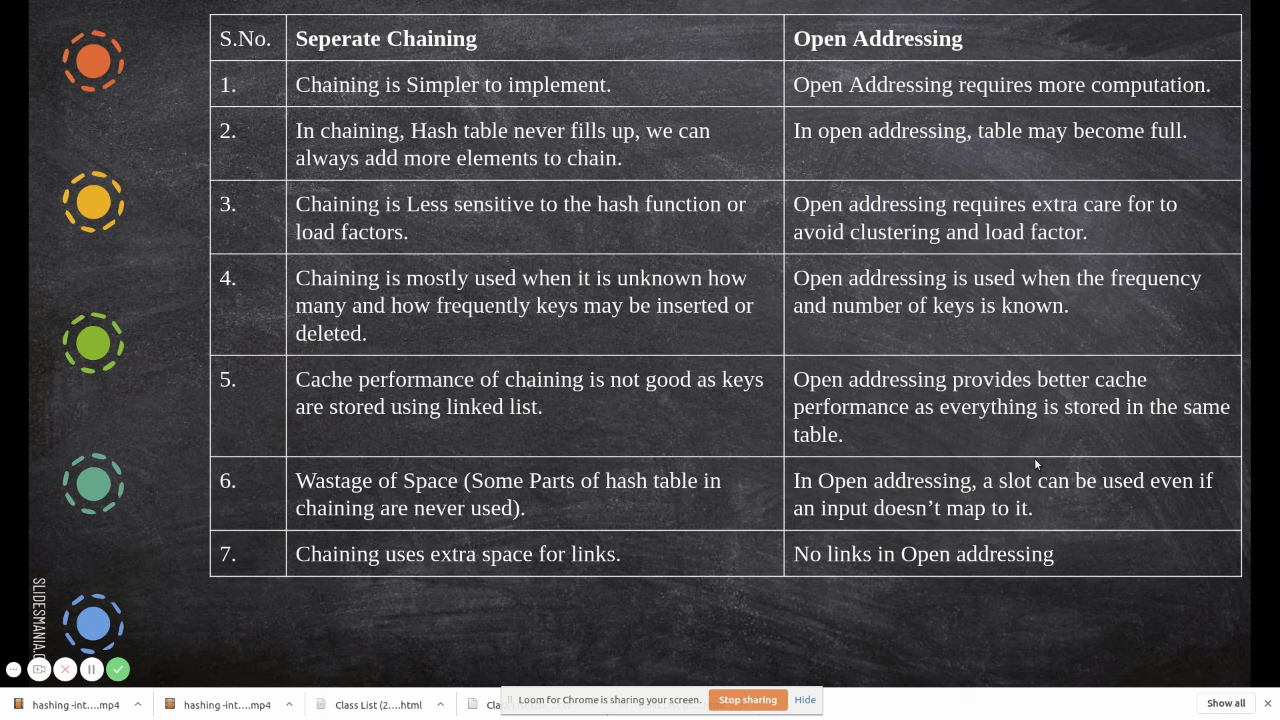 S.No. Seperate Chaining Open Addressing
1. Chaining is Simpler to implement. Open Addressing requires more computation.
2. In chaining, Hash table never fills up, we can
always add more elements to chain.
In open addressing, table may become full.
3. Chaining is Less sensitive to the hash function or
load factors.
Open addressing requires extra care for to
avoid clustering and load factor.
4. Chaining is mostly used when it is unknown how
many and how frequently keys may be inserted or
deleted.
Open addressing is used when the frequency
and number of keys is known.
5. Cache performance of chaining is not good as keys
are stored using linked list.
Open addressing provides better cache
performance as everything is stored in the same
table.
6. Wastage of Space (Some Parts of hash table in
chaining are never used).
In Open addressing, a slot can be used even if
an input doesn’t map to it.
7. Chaining uses extra space for links. No links in Open addressing
SLIDESMANIA.C
hashing -int....mp4
hashing -int....mp4
Class List (2....html
Cla
Loom for Chrome is sharing your screen.
Stop sharing
Hide
Show all